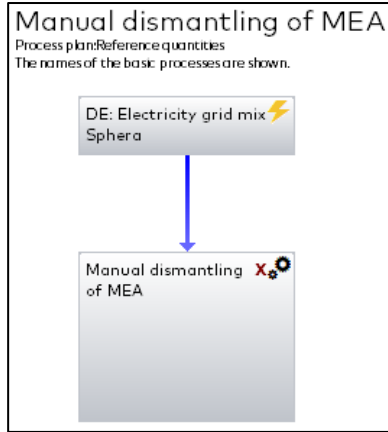 Manual dismantling of MEA
Process plan:Reference quantities
The names of the basic processes are shown.
DE: Electricity grid mix
Sphera
Manual dismantling X
of MEA